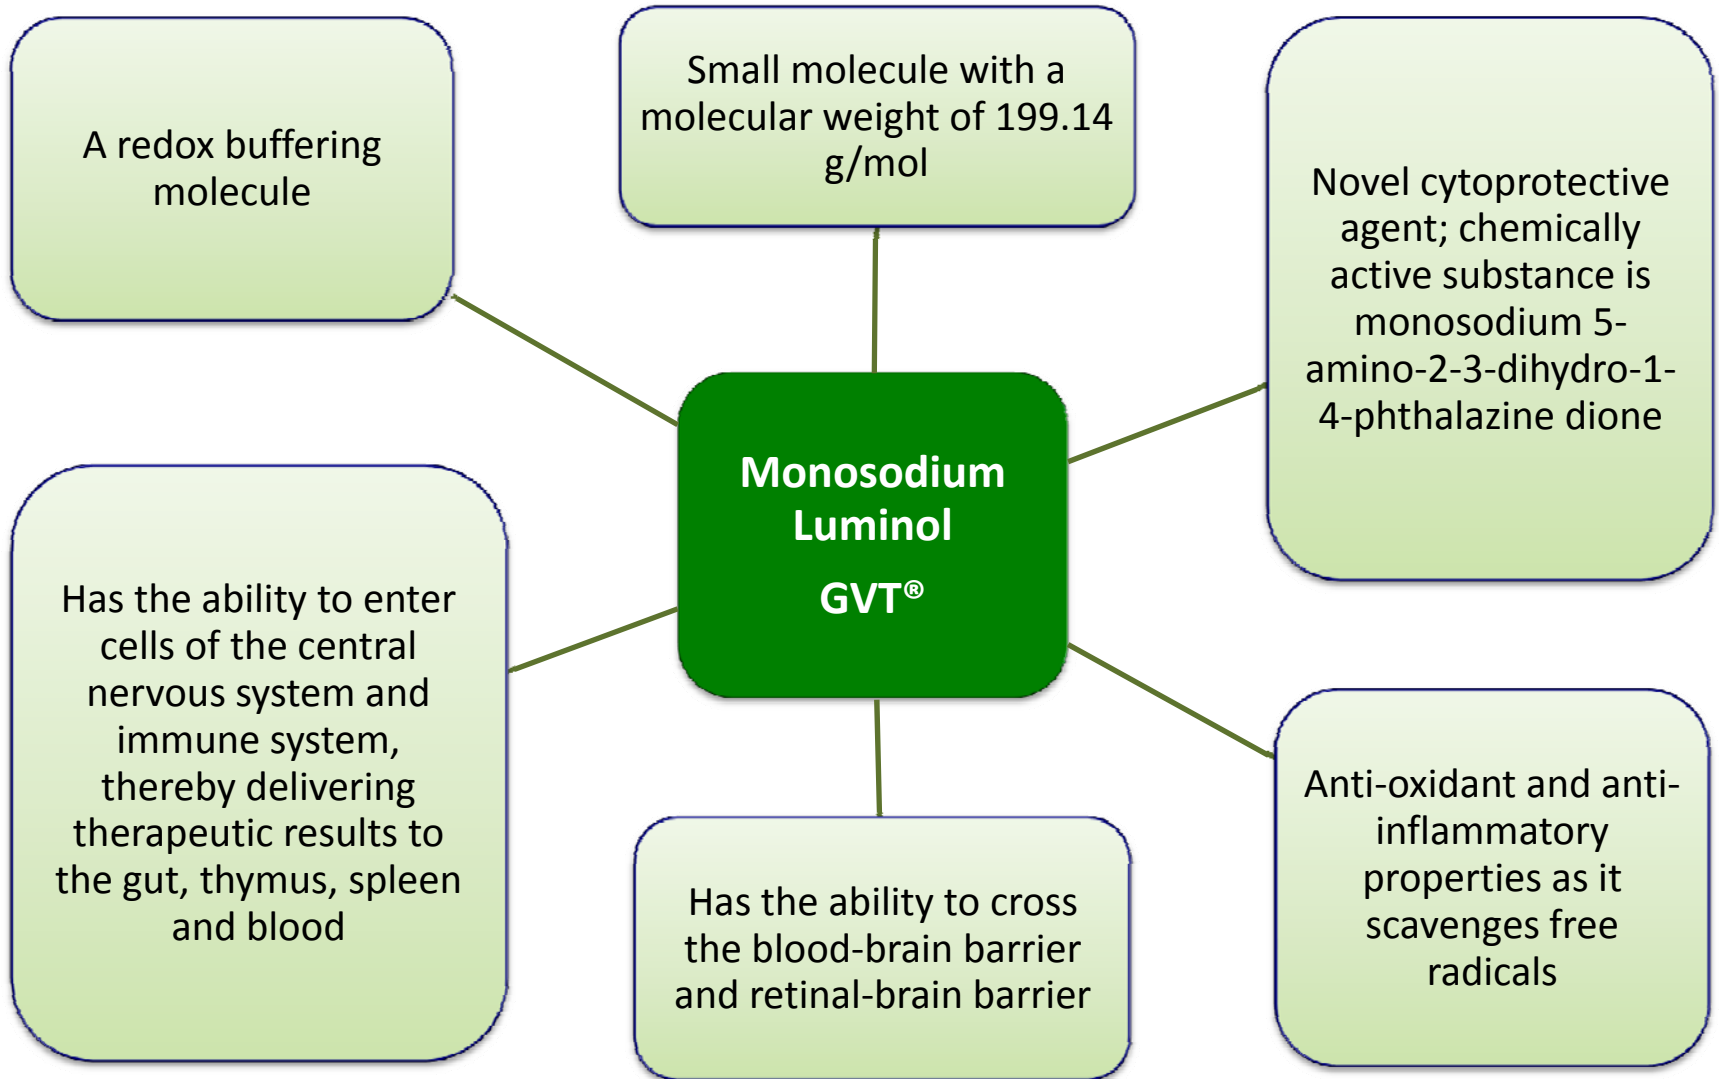 A redox buffering
molecule
Small molecule with a
molecular weight of 199.14
g/mol
Novel cytoprotective
agent; chemically
active substance is
monosodium 5-
amino-2-3-dihydro-1-
4-phthalazine dione
Monosodium
Luminol
GVT®
Has the ability to enter
cells of the central
nervous system and
immune system,
thereby delivering
therapeutic results to
the gut, thymus, spleen
and blood
Has the ability to cross
the blood-brain barrier
and retinal-brain barrier
Anti-oxidant and anti-
inflammatory
properties as it
scavenges free
radicals